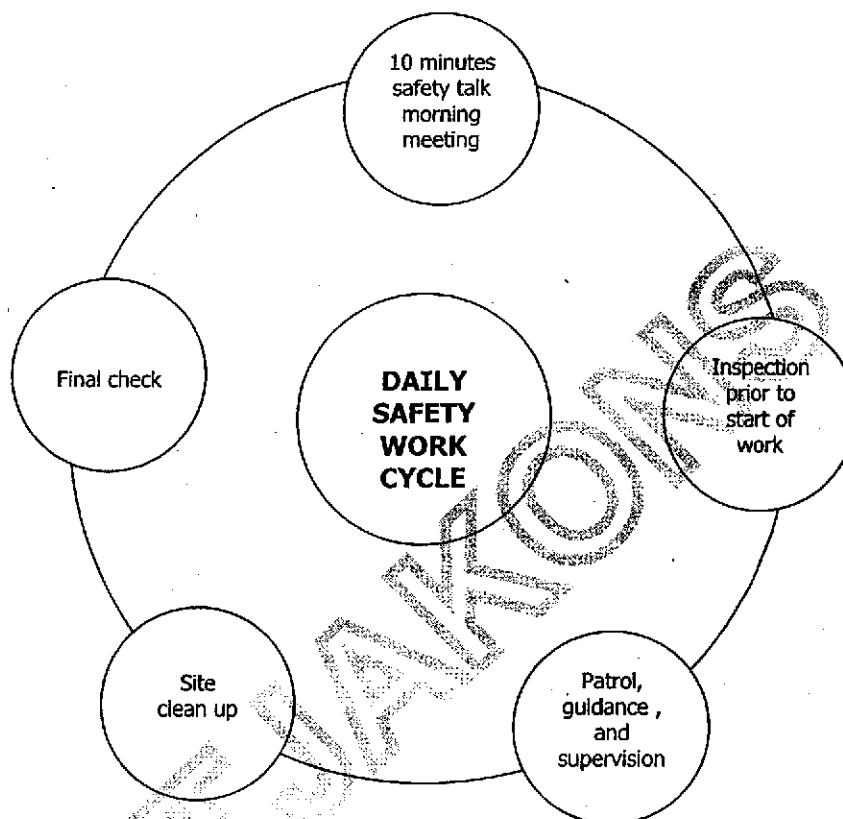 10 minutes
safety talk
morning
meeting
Inspection
prior to
start of
work
Patrol,
guidance ,
and
supervision
Site
clean up
Final check
DAILY
SAFETY
WORK
CYCLE